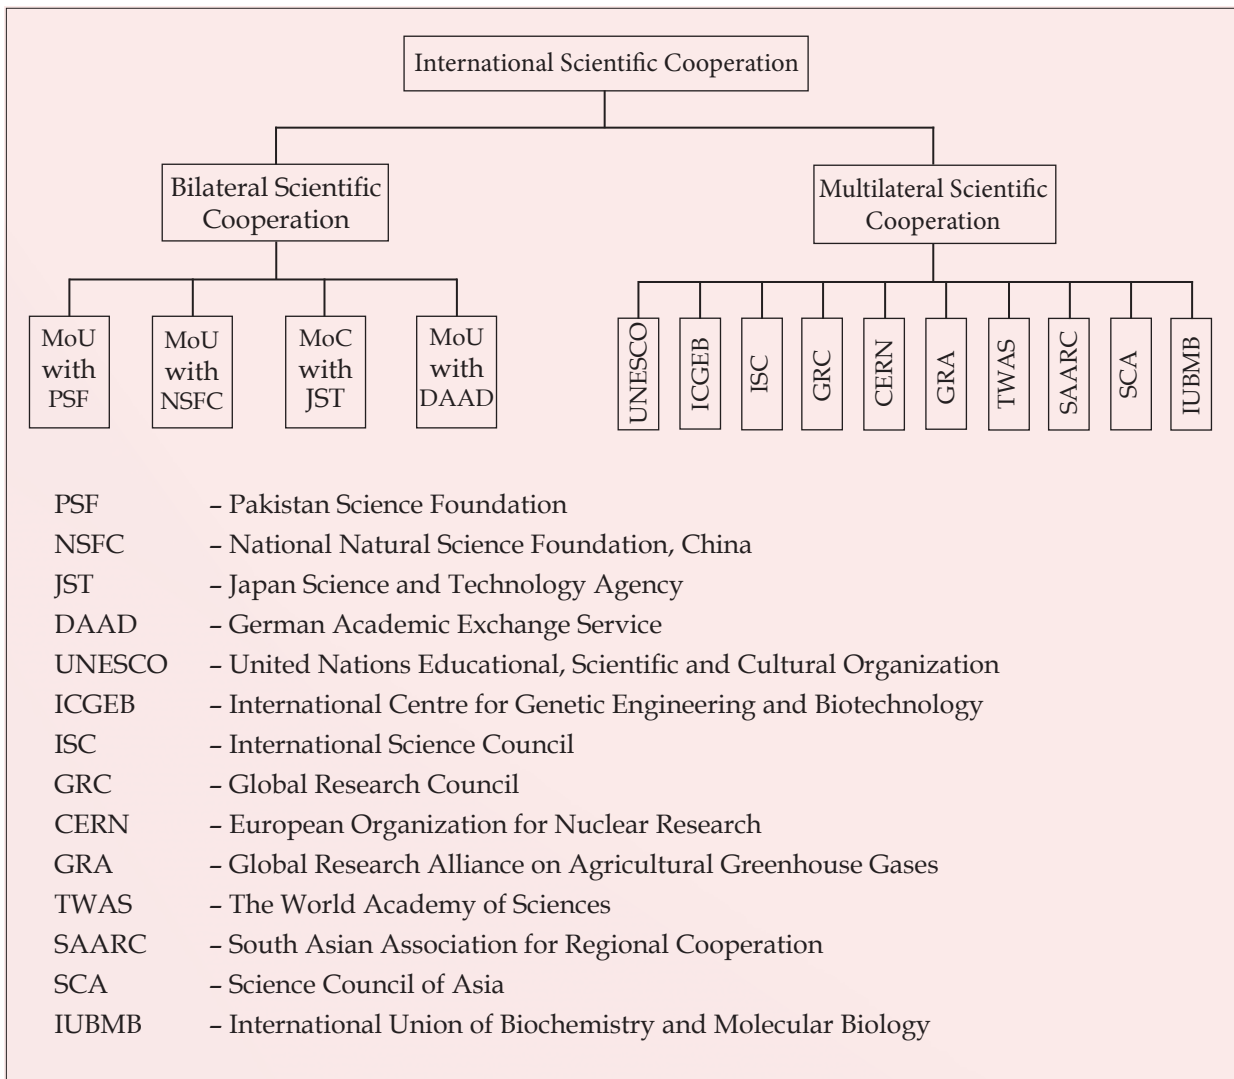 International Scientific Cooperation
Bilateral Scientific
Cooperation
Multilateral Scientific
Cooperation
MoU
with
PSF
MoU
with
NSFC
MoC
with
JST
MoU
with
DAAD
UNESCO
ICGEB
ISC
GRC
CERN
GRA
TWAS
SAARC
SCA
IUBMB
PSF – Pakistan Science Foundation
NSFC – National Natural Science Foundation, China
JST – Japan Science and Technology Agency
DAAD – German Academic Exchange Service
UNESCO – United Nations Educational, Scientific and Cultural Organization
ICGEB – International Centre for Genetic Engineering and Biotechnology
ISC – International Science Council
GRC – Global Research Council
CERN – European Organization for Nuclear Research
GRA – Global Research Alliance on Agricultural Greenhouse Gases
TWAS – The World Academy of Sciences
SAARC – South Asian Association for Regional Cooperation
SCA – Science Council of Asia
IUBMB – International Union of Biochemistry and Molecular Biology